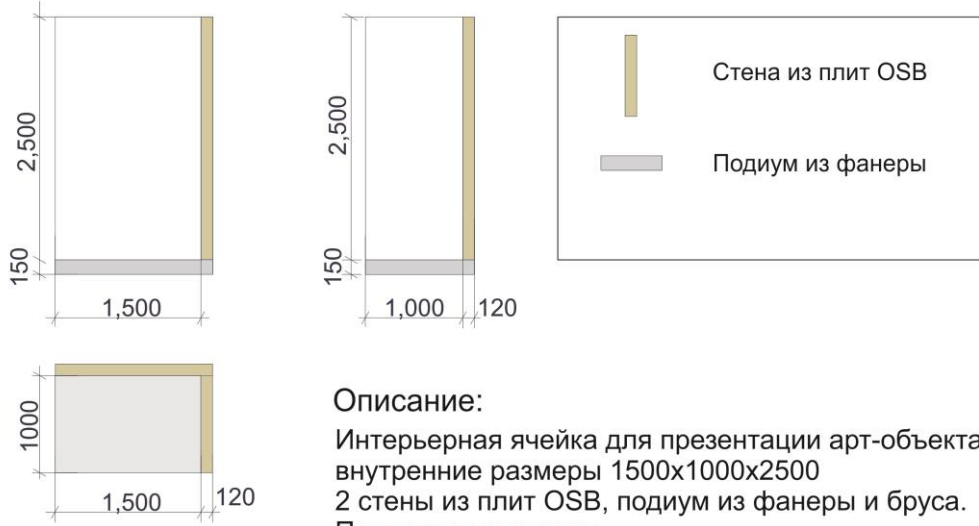 2,500
150
1,500
2,500
150
1,000 120
Стена из плит OSB
Подиум из фанеры
1000
1,500 120
Описание:
Интерьерная ячейка для презентации арт-объекта
внутренние размеры 1500х1000х2500
2 стены из плит OSB, подиум из фанеры и бруса.